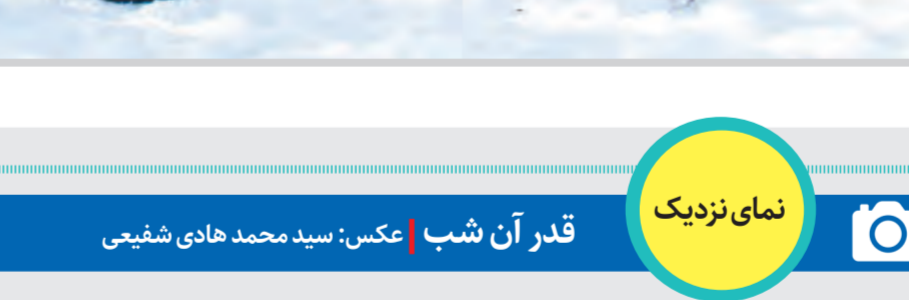 نمای نزدیک
قدر آن شب | عکس: سید محمد هادی شفیعی